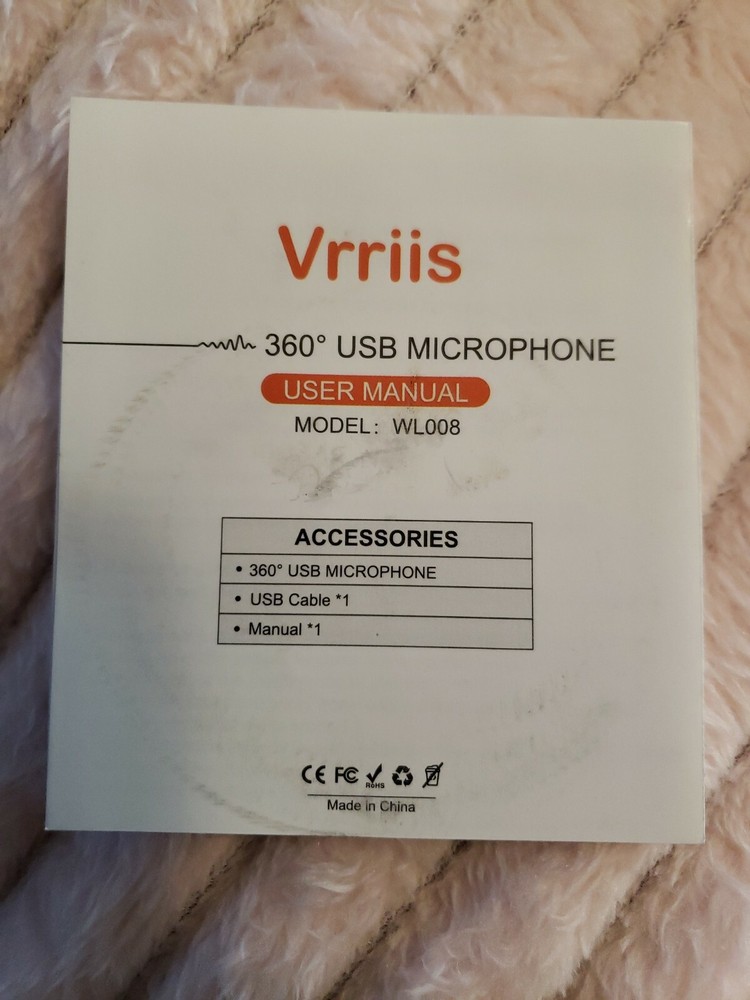 Vrriis
360° USB MICROPHONE
USER MANUAL
MODEL: WL008
ACCESSORIES
• 360° USB MICROPHONE
• USB Cable *1
• Manual *1
CE FC RoHS
Made in China